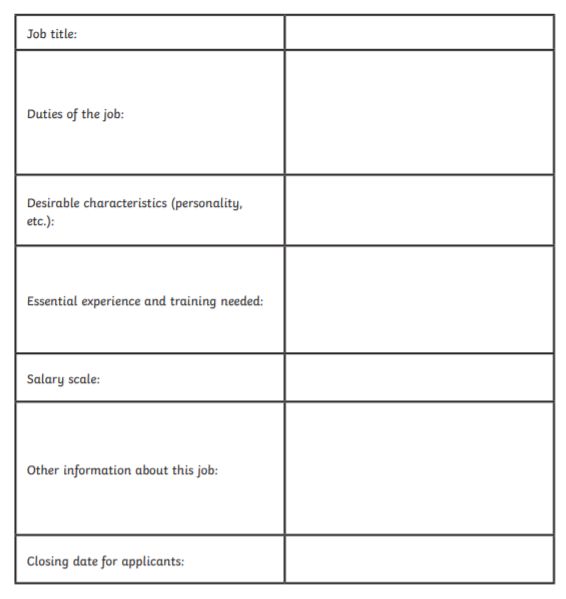 Job title:
Duties of the job:
Desirable characteristics (personality,
etc.):
Essential experience and training needed:
Salary scale:
Other information about this job:
Closing date for applicants: